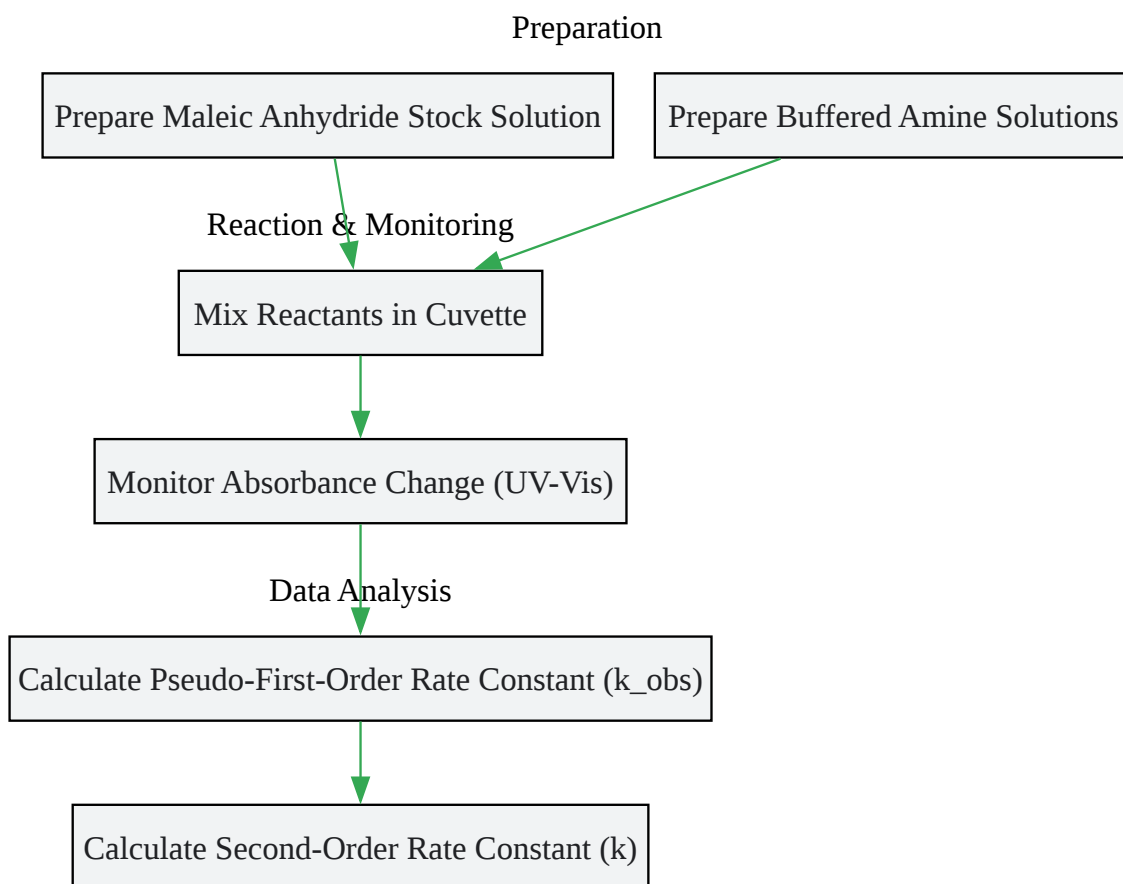 Preparation
Prepare Maleic Anhydride Stock Solution
Prepare Buffered Amine Solutions
Reaction & Monitoring
Mix Reactants in Cuvette
Monitor Absorbance Change (UV-Vis)
Data Analysis
Calculate Pseudo-First-Order Rate Constant (k_obs)
Calculate Second-Order Rate Constant (k)